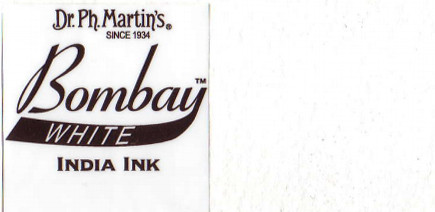 Dr. Ph. Martin's®
SINCE 1934
Bombay™
WHITE
INDIA INK